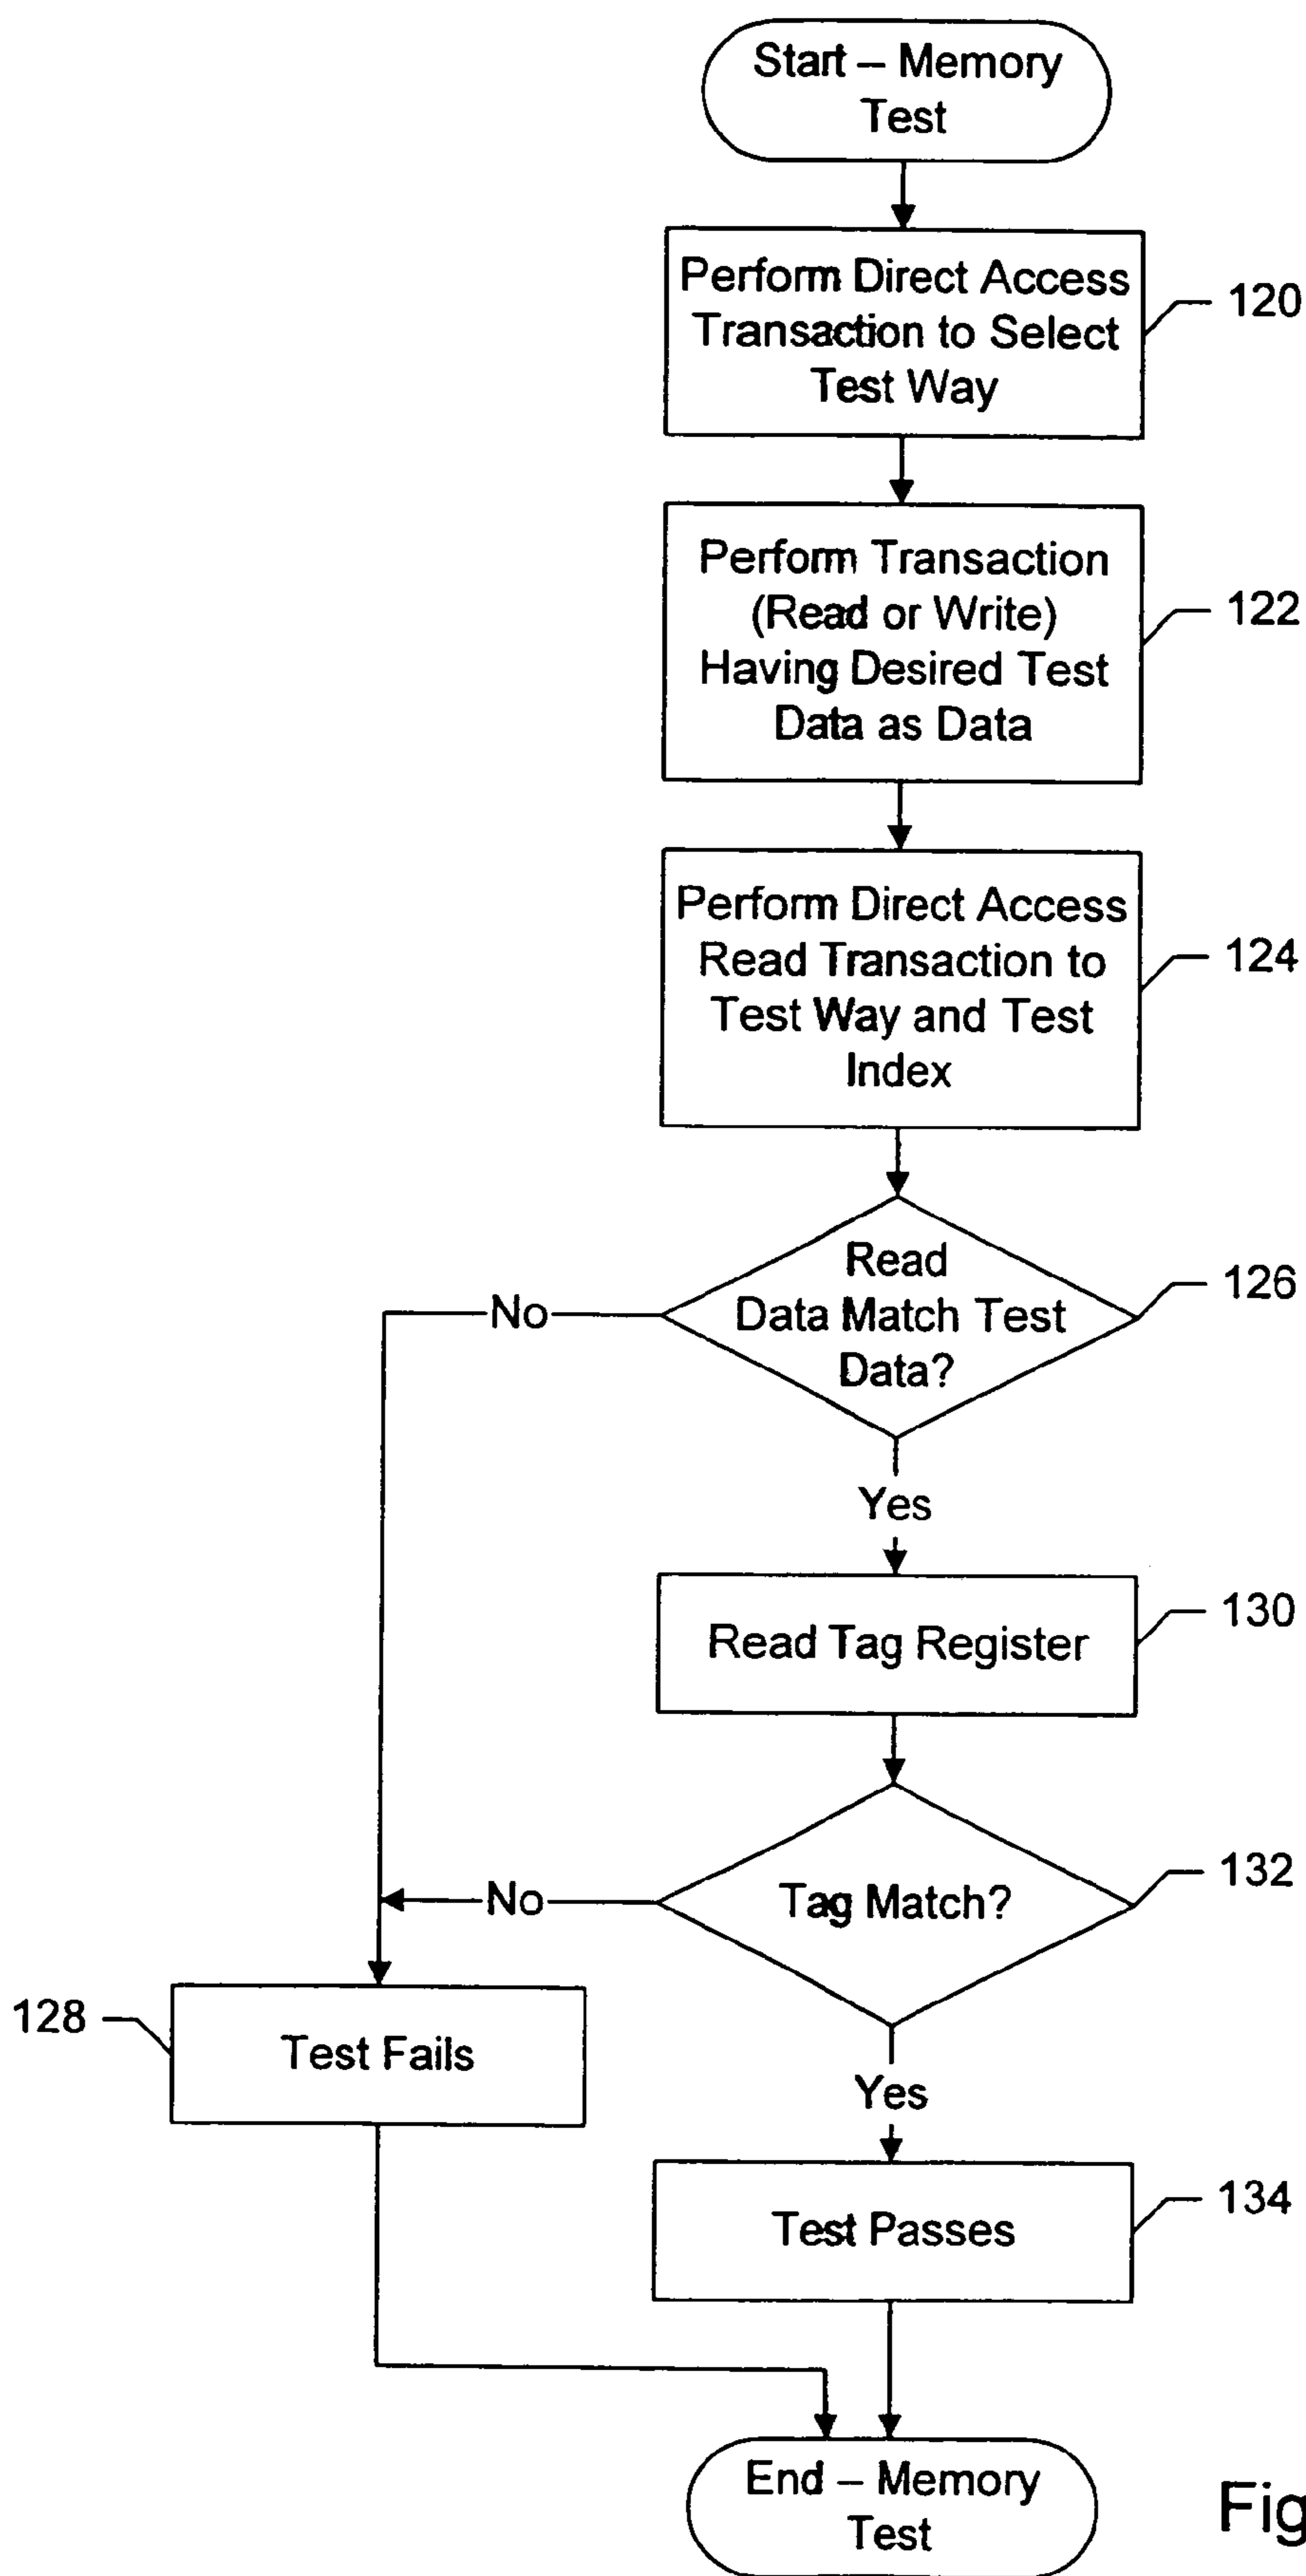 Start – Memory
Test
Perform Direct Access
Transaction to Select
Test Way
120
Perform Transaction
(Read or Write)
Having Desired Test
Data as Data
122
Perform Direct Access
Read Transaction to
Test Way and Test
Index
124
Read
Data Match Test
Data?
126
No
Yes
Read Tag Register
130
Tag Match?
132
No
128
Test Fails
Yes
Test Passes
134
End – Memory
Test
Fig